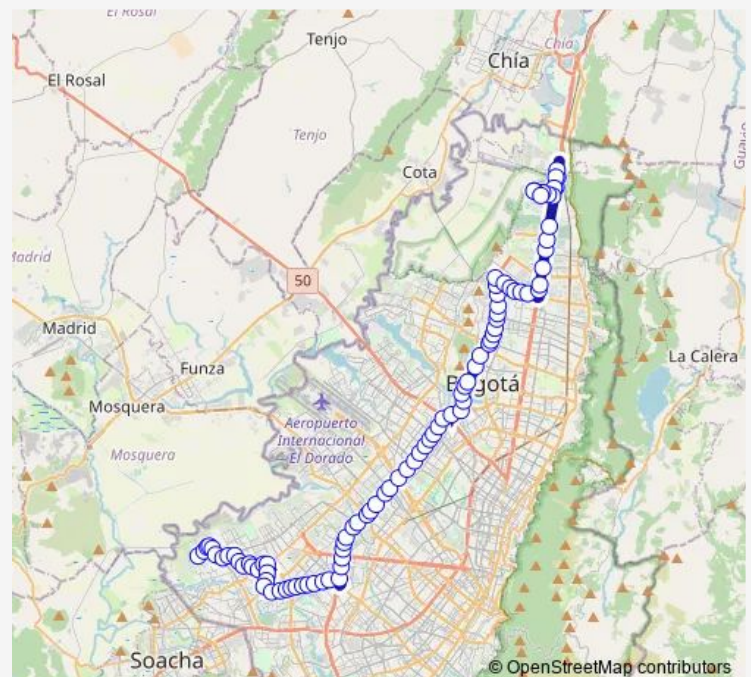 El Rosal
El Rosal
Tenjo
Chía
Chía
Tenjo
Cota
Madrid
50
Madrid
Funza
La Calera
Mosquera
Bogotá
Aeropuerto
Internacional
El Dorado
Mosquera
Soacha
© OpenStreetMap contributors